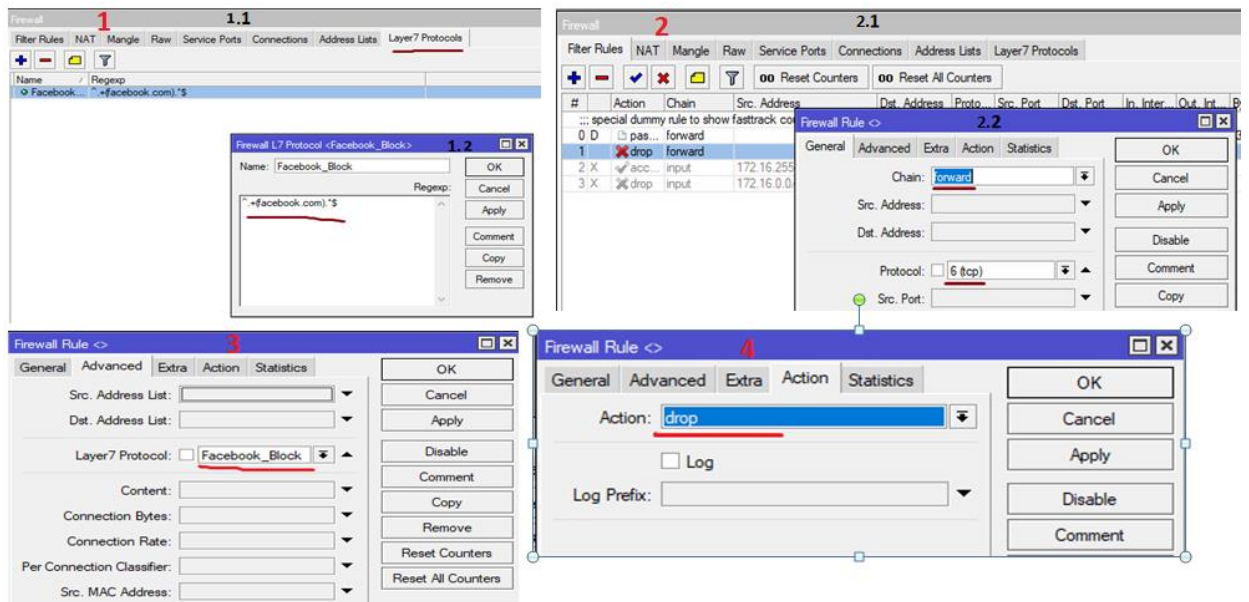 Firewall
1 1.1
Filter Rules NAT Mangle Raw Service Ports Connections Address Lists Layer7 Protocols
Name / Regexp
Facebook... ^.+(facebook.com).*$
Firewall L7 Protocol <Facebook_Block> 1.2
Name: Facebook_Block OK
Regexp: Cancel
^.+(facebook.com).*$
Apply
Comment
Copy
Remove
Firewall
2 2.1
Filter Rules NAT Mangle Raw Service Ports Connections Address Lists Layer7 Protocols
00 Reset Counters 00 Reset All Counters
# Action Chain Src. Address Dst. Address Proto... Src. Port Dst. Port In. Inter... Out. Int...
;;; special dummy rule to show fasttrack cou
0 D pas... forward
1 drop forward
2 X acc... input 172.16.255
3 X drop input 172.16.0.0/
Firewall Rule <> 2.2
General Advanced Extra Action Statistics OK
Chain: forward Cancel
Src. Address: Apply
Dst. Address: Disable
Protocol: 6 (tcp) Comment
Src. Port: Copy
Firewall Rule <> 3
General Advanced Extra Action Statistics OK
Src. Address List: Cancel
Dst. Address List: Apply
Layer7 Protocol: Facebook_Block Disable
Comment
Content: Copy
Connection Bytes: Remove
Connection Rate: Reset Counters
Per Connection Classifier: Reset All Counters
Src. MAC Address:
Firewall Rule <> 4
General Advanced Extra Action Statistics OK
Action: drop Cancel
Log Apply
Log Prefix: Disable
Comment